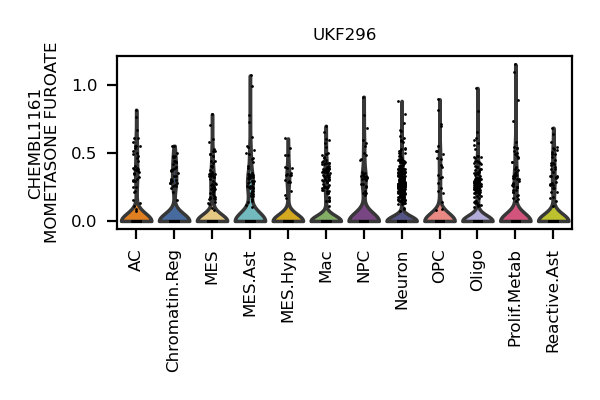 UKF296
CHEMBL1161
MOMETASONE FUROATE
1.0
0.5
0.0
AC
Chromatin.Reg
MES
MES.Ast
MES.Hyp
Mac
NPC
Neuron
OPC
Oligo
Prolif.Metab
Reactive.Ast